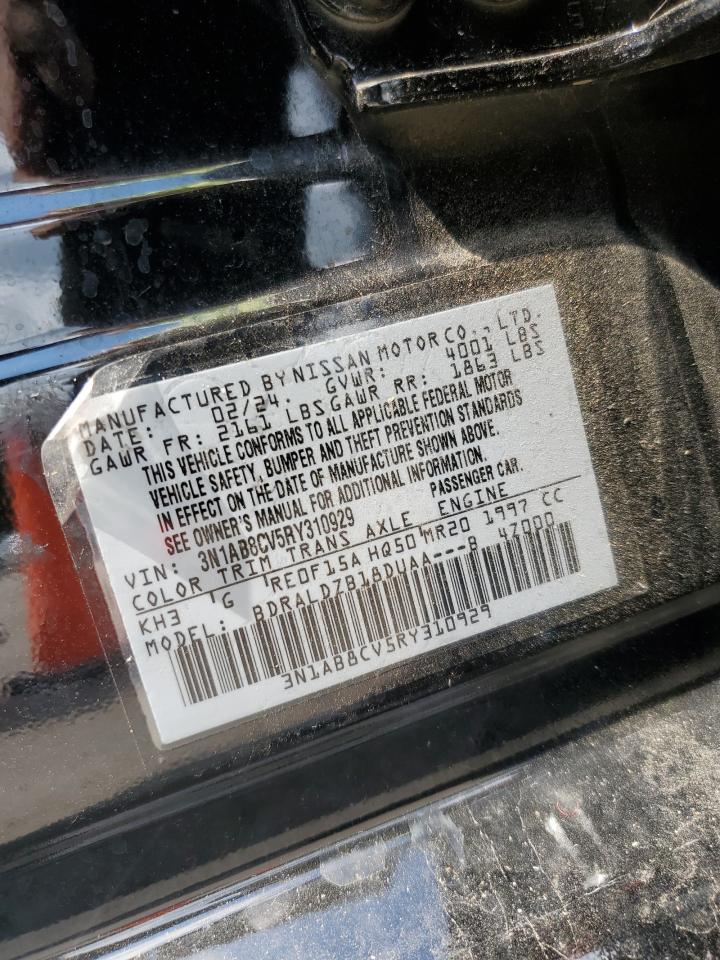 MANUFACTURED BY NISSAN MOTOR CO., LTD.
DATE: 02/24 GVWR: 4001 LBS
GAWR FR: 2161 LBS GAWR RR: 1863 LBS
THIS VEHICLE CONFORMS TO ALL APPLICABLE FEDERAL MOTOR
VEHICLE SAFETY, BUMPER AND THEFT PREVENTION STANDARDS
IN EFFECT ON THE DATE OF MANUFACTURE SHOWN ABOVE.
SEE OWNER'S MANUAL FOR ADDITIONAL INFORMATION.
VIN: 3N1AB8CV5RY310929 PASSENGER CAR.
COLOR TRIM TRANS AXLE ENGINE
KH3 G RE0F15A HQ50 MR20 1997 CC
MODEL: BDRALDZB18DUAA---B 4Z000
3N1AB8CV5RY310929